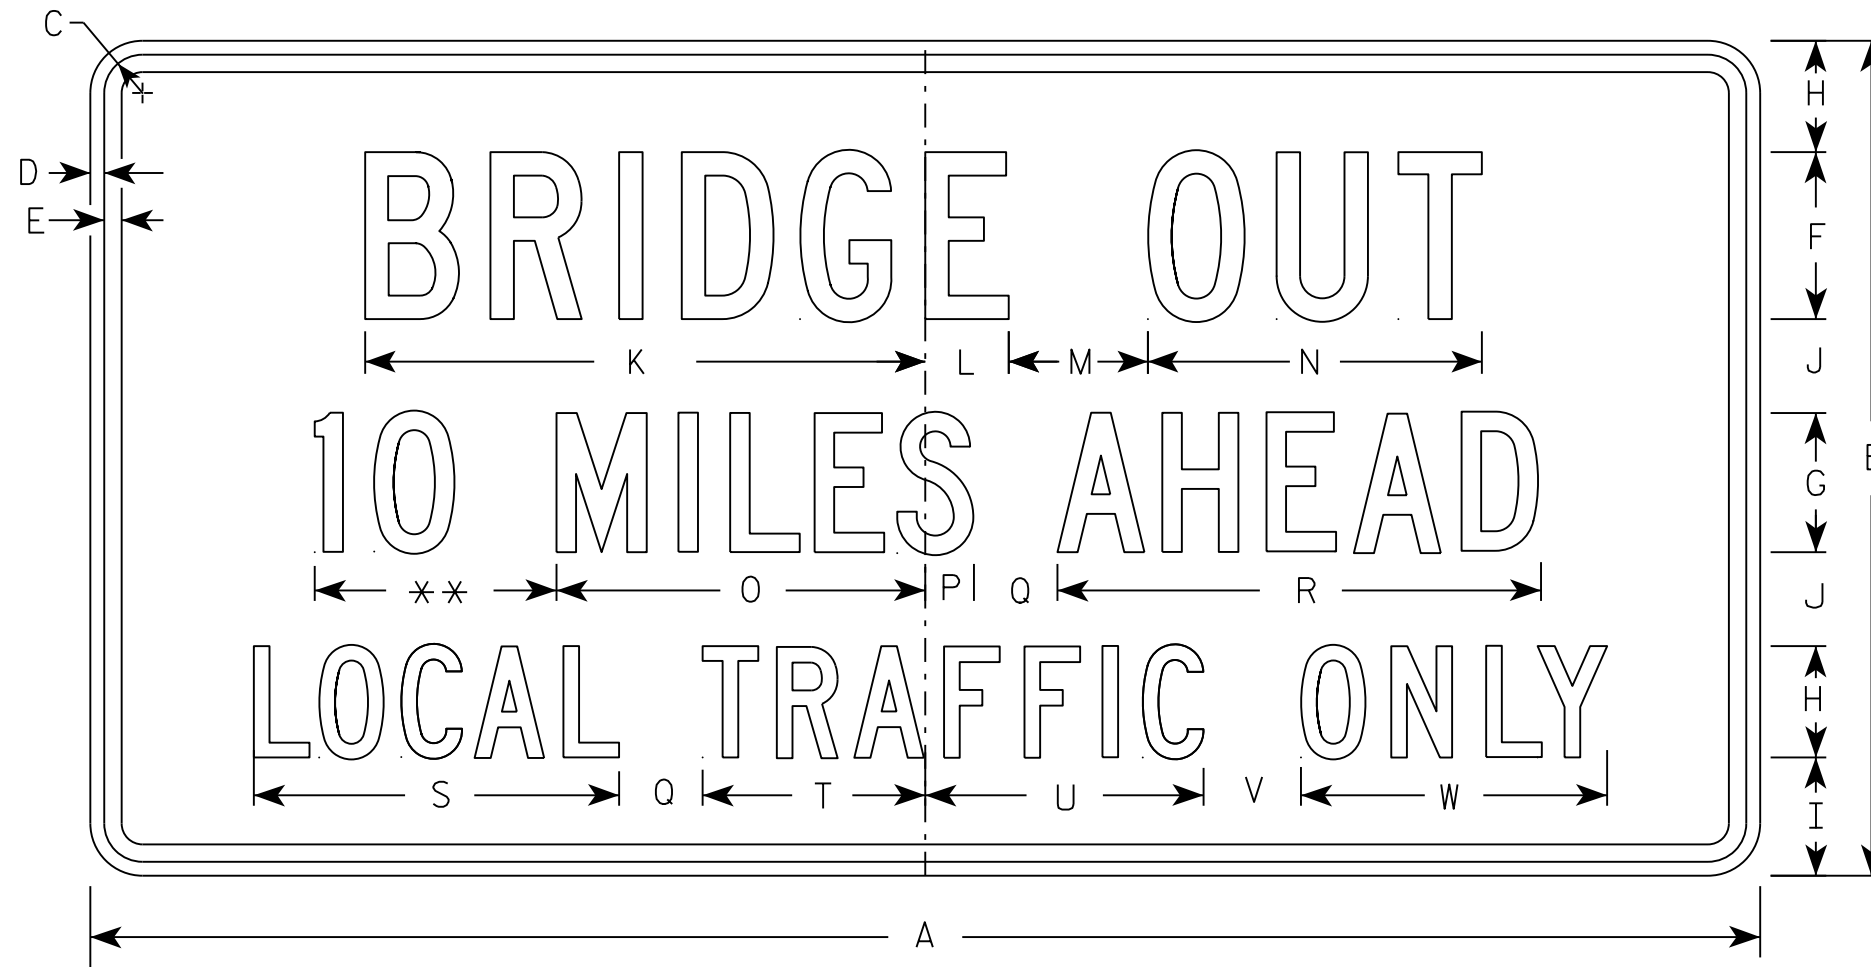 C
H
BRIDGE OUT
D
E
F
K L M N J
10 MILES AHEAD
G
** O P Q R J
LOCAL TRAFFIC ONLY
H
S Q T U V W
I
A